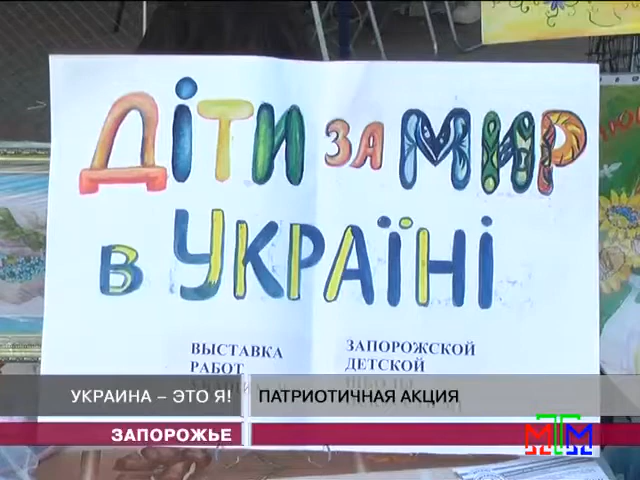 ДІТИ ЗА МИР
В УКРАЇНІ
ВЫСТАВКА
РАБОТ
ЗАПОРОЖСКОЙ
ДЕТСКОЙ
УКРАИНА – ЭТО Я!
ПАТРИОТИЧНАЯ АКЦИЯ
ЗАПОРОЖЬЕ
МТМ